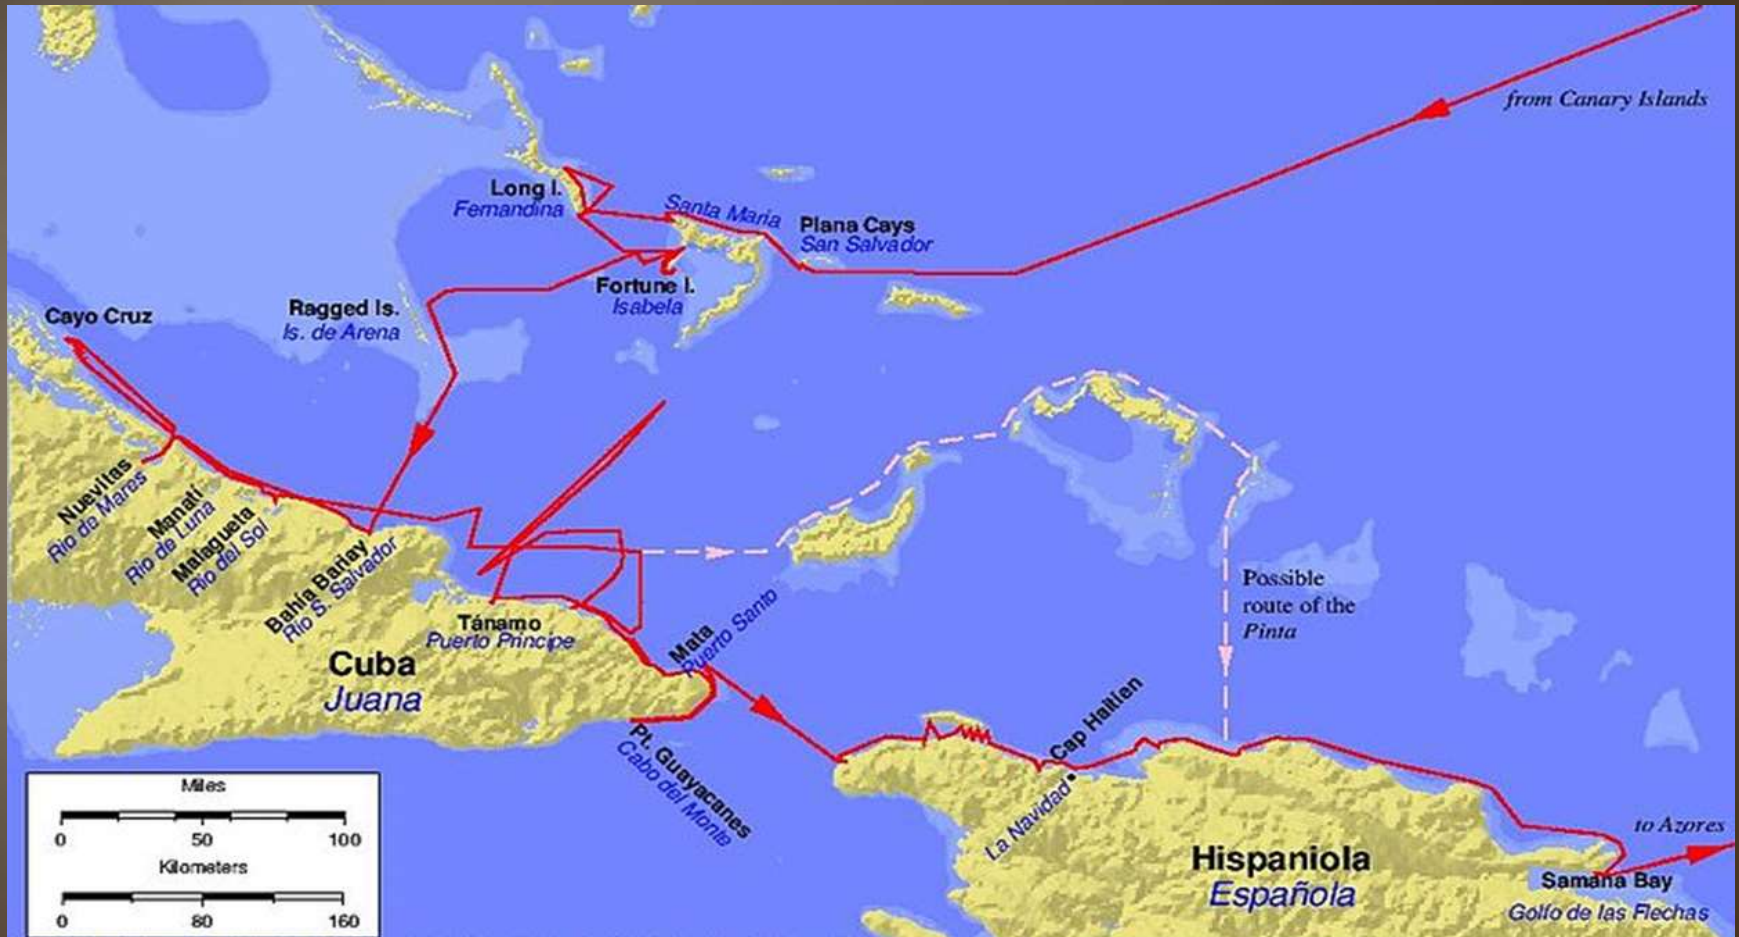 from Canary Islands
Long I.
Fernandina
Santa Maria
Plana Cays
San Salvador
Fortune I.
Isabela
Ragged Is.
Is. de Arena
Cayo Cruz
Nuevitas
Rio de Mares
Manatí
Rio de Luna
Malagueta
Rio del Sol
Bahía Bariay
Rio S. Salvador
Tánamo
Puerto Principe
Cuba
Juana
Mata
Puerto Santo
Possible
route of the
Pinta
Pt. Guayacanes
Cabo del Monte
Cap Haïtien
La Navidad
Hispaniola
Española
to Azores
Samana Bay
Golfo de las Flechas
Miles
0 50 100
Kilometers
0 80 160